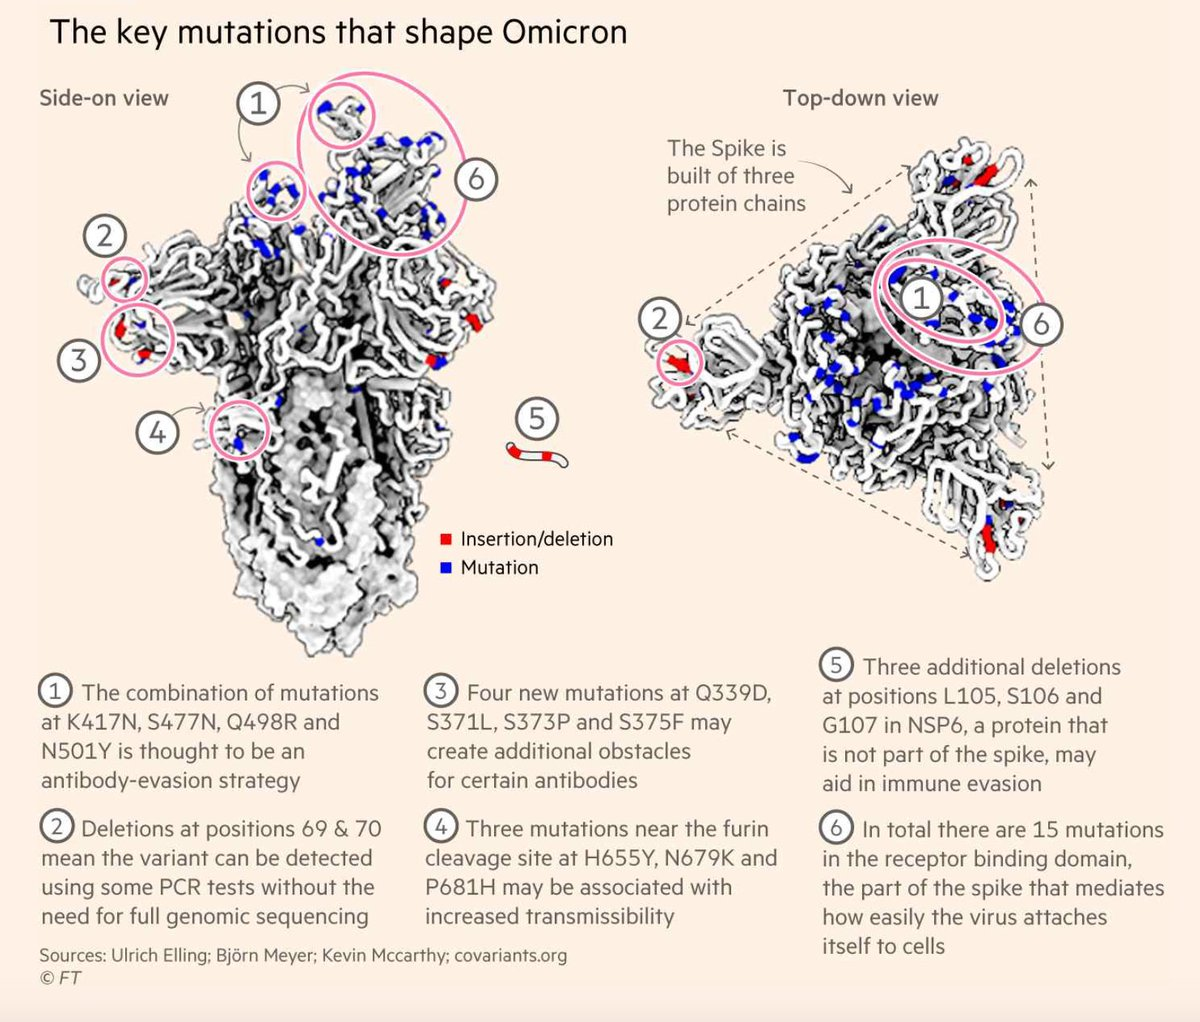 The key mutations that shape Omicron
Side-on view
Top-down view
1
6
2
3
4
5
The Spike is
built of three
protein chains
1
2
6
Insertion/deletion
Mutation
1 The combination of mutations
at K417N, S477N, Q498R and
N501Y is thought to be an
antibody-evasion strategy
2 Deletions at positions 69 & 70
mean the variant can be detected
using some PCR tests without the
need for full genomic sequencing
3 Four new mutations at Q339D,
S371L, S373P and S375F may
create additional obstacles
for certain antibodies
4 Three mutations near the furin
cleavage site at H655Y, N679K and
P681H may be associated with
increased transmissibility
5 Three additional deletions
at positions L105, S106 and
G107 in NSP6, a protein that
is not part of the spike, may
aid in immune evasion
6 In total there are 15 mutations
in the receptor binding domain,
the part of the spike that mediates
how easily the virus attaches
itself to cells
Sources: Ulrich Elling; Björn Meyer; Kevin Mccarthy; covariants.org
© FT